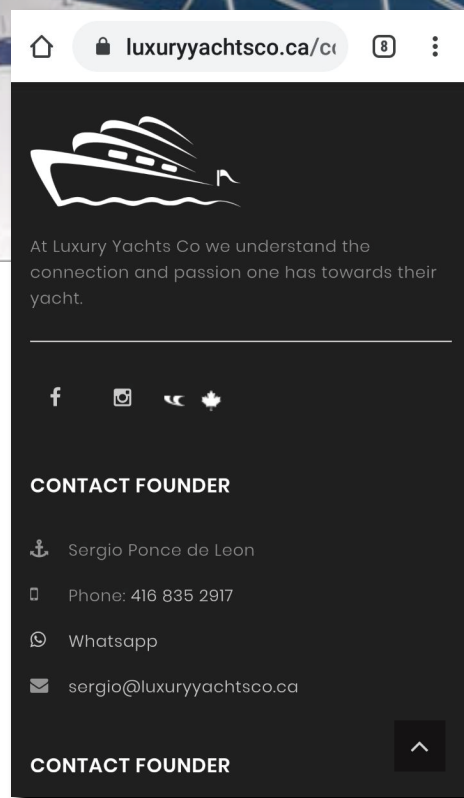 luxuryyachtsco.ca/c
8
At Luxury Yachts Co we understand the
connection and passion one has towards their
yacht.
CONTACT FOUNDER
Sergio Ponce de Leon
Phone: 416 835 2917
Whatsapp
sergio@luxuryyachtsco.ca
CONTACT FOUNDER